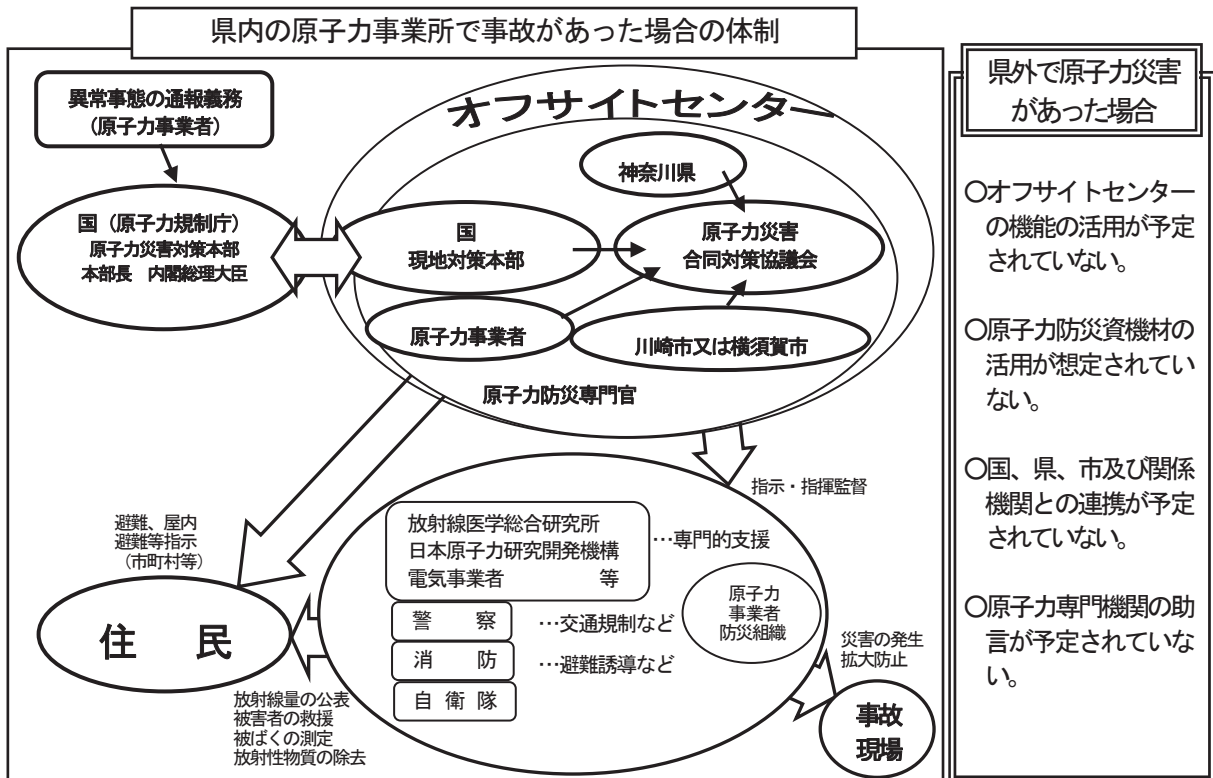 県内の原子力事業所で事故があった場合の体制
異常事態の通報義務
(原子力事業者)
オフサイトセンター
神奈川県
国(原子力規制庁)
原子力災害対策本部
本部長 内閣総理大臣
国
現地対策本部
原子力災害
合同対策協議会
原子力事業者
川崎市又は横須賀市
原子力防災専門官
指示・指揮監督
避難、屋内
避難等指示
(市町村等)
放射線医学総合研究所
日本原子力研究開発機構
電気事業者 等
…専門的支援
原子力
事業者
防災組織
警 察
…交通規制など
消 防
…避難誘導など
自 衛 隊
住 民
災害の発生
拡大防止
放射線量の公表
被害者の救援
被ばくの測定
放射性物質の除去
事故
現場
県外で原子力災害
があった場合
○オフサイトセンター
の機能の活用が予定
されていない。
○原子力防災資機材の
活用が想定されてい
ない。
○国、県、市及び関係
機関との連携が予定
されていない。
○原子力専門機関の助
言が予定されていな
い。